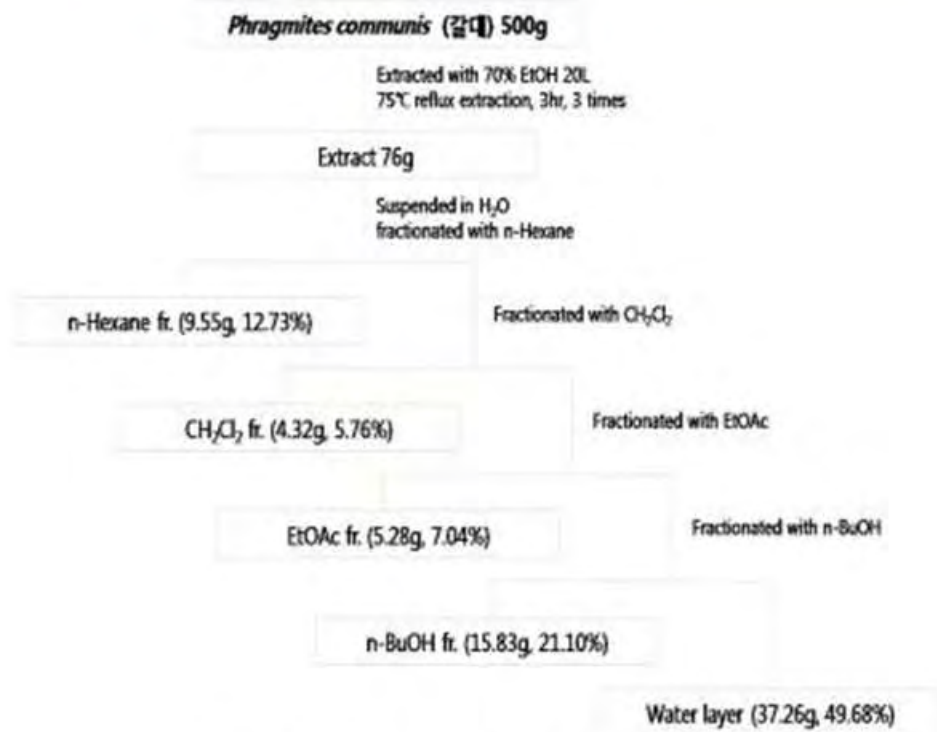 Phragmites communis (갈대) 500g
Extracted with 70% EtOH 20L
75℃ reflux extraction, 3hr, 3 times
Extract 76g
Suspended in H₂O
fractionated with n-Hexane
n-Hexane fr. (9.55g, 12.73%)
Fractionated with CH₂Cl₂
CH₂Cl₂ fr. (4.32g, 5.76%)
Fractionated with EtOAc
EtOAc fr. (5.28g, 7.04%)
Fractionated with n-BuOH
n-BuOH fr. (15.83g, 21.10%)
Water layer (37.26g, 49.68%)